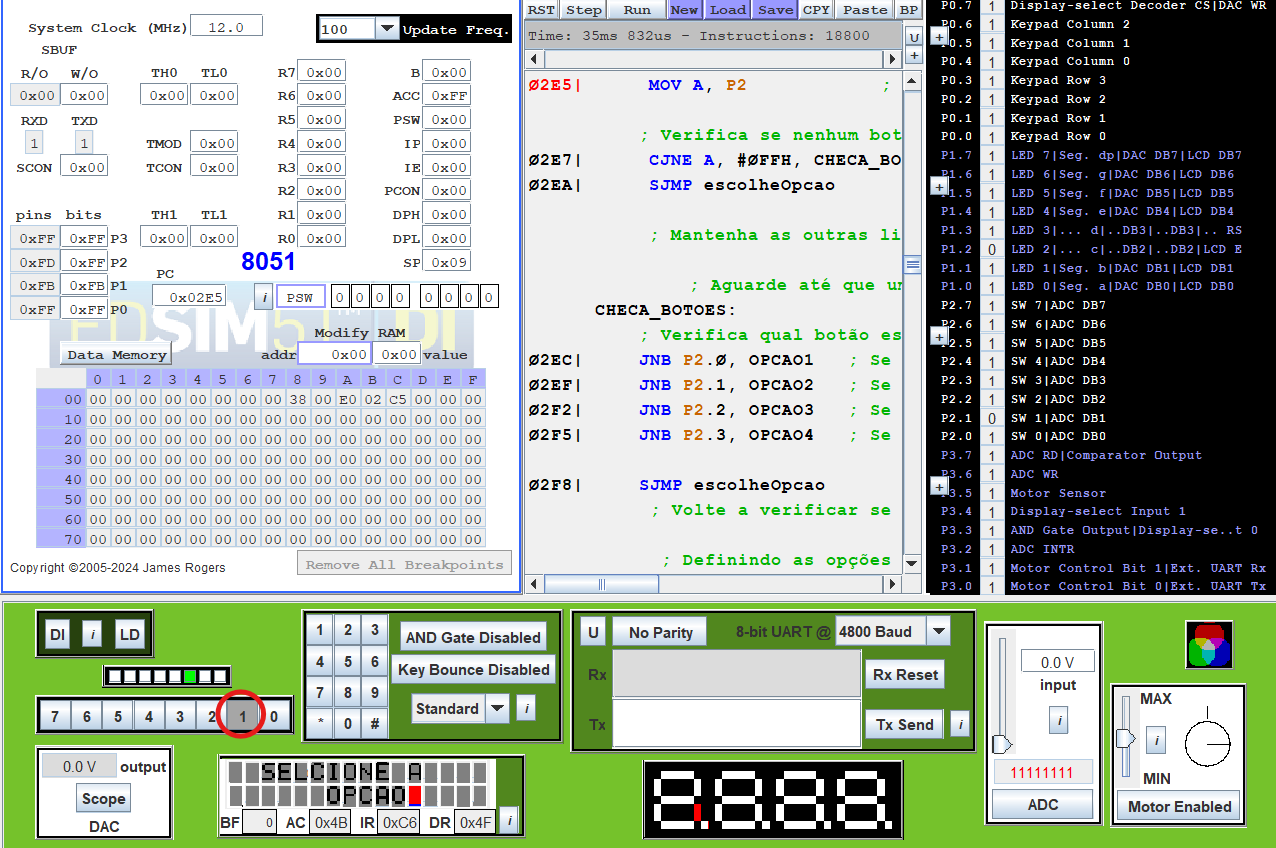 System Clock (MHz) 12.0
100 Update Freq.
SBUF
R/O W/O TH0 TL0 R7 0x00 B 0x00
0x00 0x00 0x00 0x00 R6 0x00 ACC 0xFF
RXD TXD R5 0x00 PSW 0x00
1 1 TMOD 0x00 R4 0x00 IP 0x00
SCON 0x00 TCON 0x00 R3 0x00 IE 0x00
R2 0x00 PCON 0x00
pins bits TH1 TL1 R1 0x00 DPH 0x00
0xFF 0xFF P3 0x00 0x00 R0 0x00 DPL 0x00
0xFD 0xFF P2 8051 SP 0x09
0xFB 0xFB P1 PC
0xFF 0xFF P0 0x02E5 i PSW 0 0 0 0 0 0 0 0
EDSIM51 DI
TM
Modify RAM
Data Memory addr 0x00 0x00 value
0 1 2 3 4 5 6 7 8 9 A B C D E F
00 00 00 00 00 00 00 00 00 38 00 E0 02 C5 00 00 00
10 00 00 00 00 00 00 00 00 00 00 00 00 00 00 00 00
20 00 00 00 00 00 00 00 00 00 00 00 00 00 00 00 00
30 00 00 00 00 00 00 00 00 00 00 00 00 00 00 00 00
40 00 00 00 00 00 00 00 00 00 00 00 00 00 00 00 00
50 00 00 00 00 00 00 00 00 00 00 00 00 00 00 00 00
60 00 00 00 00 00 00 00 00 00 00 00 00 00 00 00 00
70 00 00 00 00 00 00 00 00 00 00 00 00 00 00 00 00
Copyright ©2005-2024 James Rogers Remove All Breakpoints
RST Step Run New Load Save CPY Paste BP
Time: 35ms 832us - Instructions: 18800 U
+
Ø2E5| MOV A, P2 ;
; Verifica se nenhum bot
Ø2E7| CJNE A, #ØFFH, CHECA_BO
Ø2EA| SJMP escolheOpcao
; Mantenha as outras li
; Aguarde até que um
CHECA_BOTOES:
; Verifica qual botão es
Ø2EC| JNB P2.Ø, OPCAO1 ; Se
Ø2EF| JNB P2.1, OPCAO2 ; Se
Ø2F2| JNB P2.2, OPCAO3 ; Se
Ø2F5| JNB P2.3, OPCAO4 ; Se
Ø2F8| SJMP escolheOpcao
; Volte a verificar se
; Definindo as opções
P0.7 1 Display-select Decoder CS|DAC WR
P0.6 1 Keypad Column 2
+ P0.5 1 Keypad Column 1
P0.4 1 Keypad Column 0
P0.3 1 Keypad Row 3
P0.2 1 Keypad Row 2
P0.1 1 Keypad Row 1
P0.0 1 Keypad Row 0
P1.7 1 LED 7|Seg. dp|DAC DB7|LCD DB7
P1.6 1 LED 6|Seg. g|DAC DB6|LCD DB6
+ P1.5 1 LED 5|Seg. f|DAC DB5|LCD DB5
P1.4 1 LED 4|Seg. e|DAC DB4|LCD DB4
P1.3 1 LED 3|... d|..DB3|..DB3|.. RS
P1.2 0 LED 2|... c|..DB2|..DB2|LCD E
P1.1 1 LED 1|Seg. b|DAC DB1|LCD DB1
P1.0 1 LED 0|Seg. a|DAC DB0|LCD DB0
P2.7 1 SW 7|ADC DB7
P2.6 1 SW 6|ADC DB6
+ P2.5 1 SW 5|ADC DB5
P2.4 1 SW 4|ADC DB4
P2.3 1 SW 3|ADC DB3
P2.2 1 SW 2|ADC DB2
P2.1 0 SW 1|ADC DB1
P2.0 1 SW 0|ADC DB0
P3.7 1 ADC RD|Comparator Output
P3.6 1 ADC WR
+ P3.5 1 Motor Sensor
P3.4 1 Display-select Input 1
P3.3 1 AND Gate Output|Display-se..t 0
P3.2 1 ADC INTR
P3.1 1 Motor Control Bit 1|Ext. UART Rx
P3.0 1 Motor Control Bit 0|Ext. UART Tx
DI i LD
7 6 5 4 3 2 1 0
0.0 V output
Scope
DAC
1 2 3
4 5 6
7 8 9
* 0 #
AND Gate Disabled
Key Bounce Disabled
Standard i
SELCIONE A
OPCAO
BF 0 AC 0x4B IR 0xC6 DR 0x4F i
U No Parity 8-bit UART @ 4800 Baud
Rx Rx Reset
Tx Tx Send i
8.8.8.8.
0.0 V
input
i
11111111
ADC
MAX
i
MIN
Motor Enabled